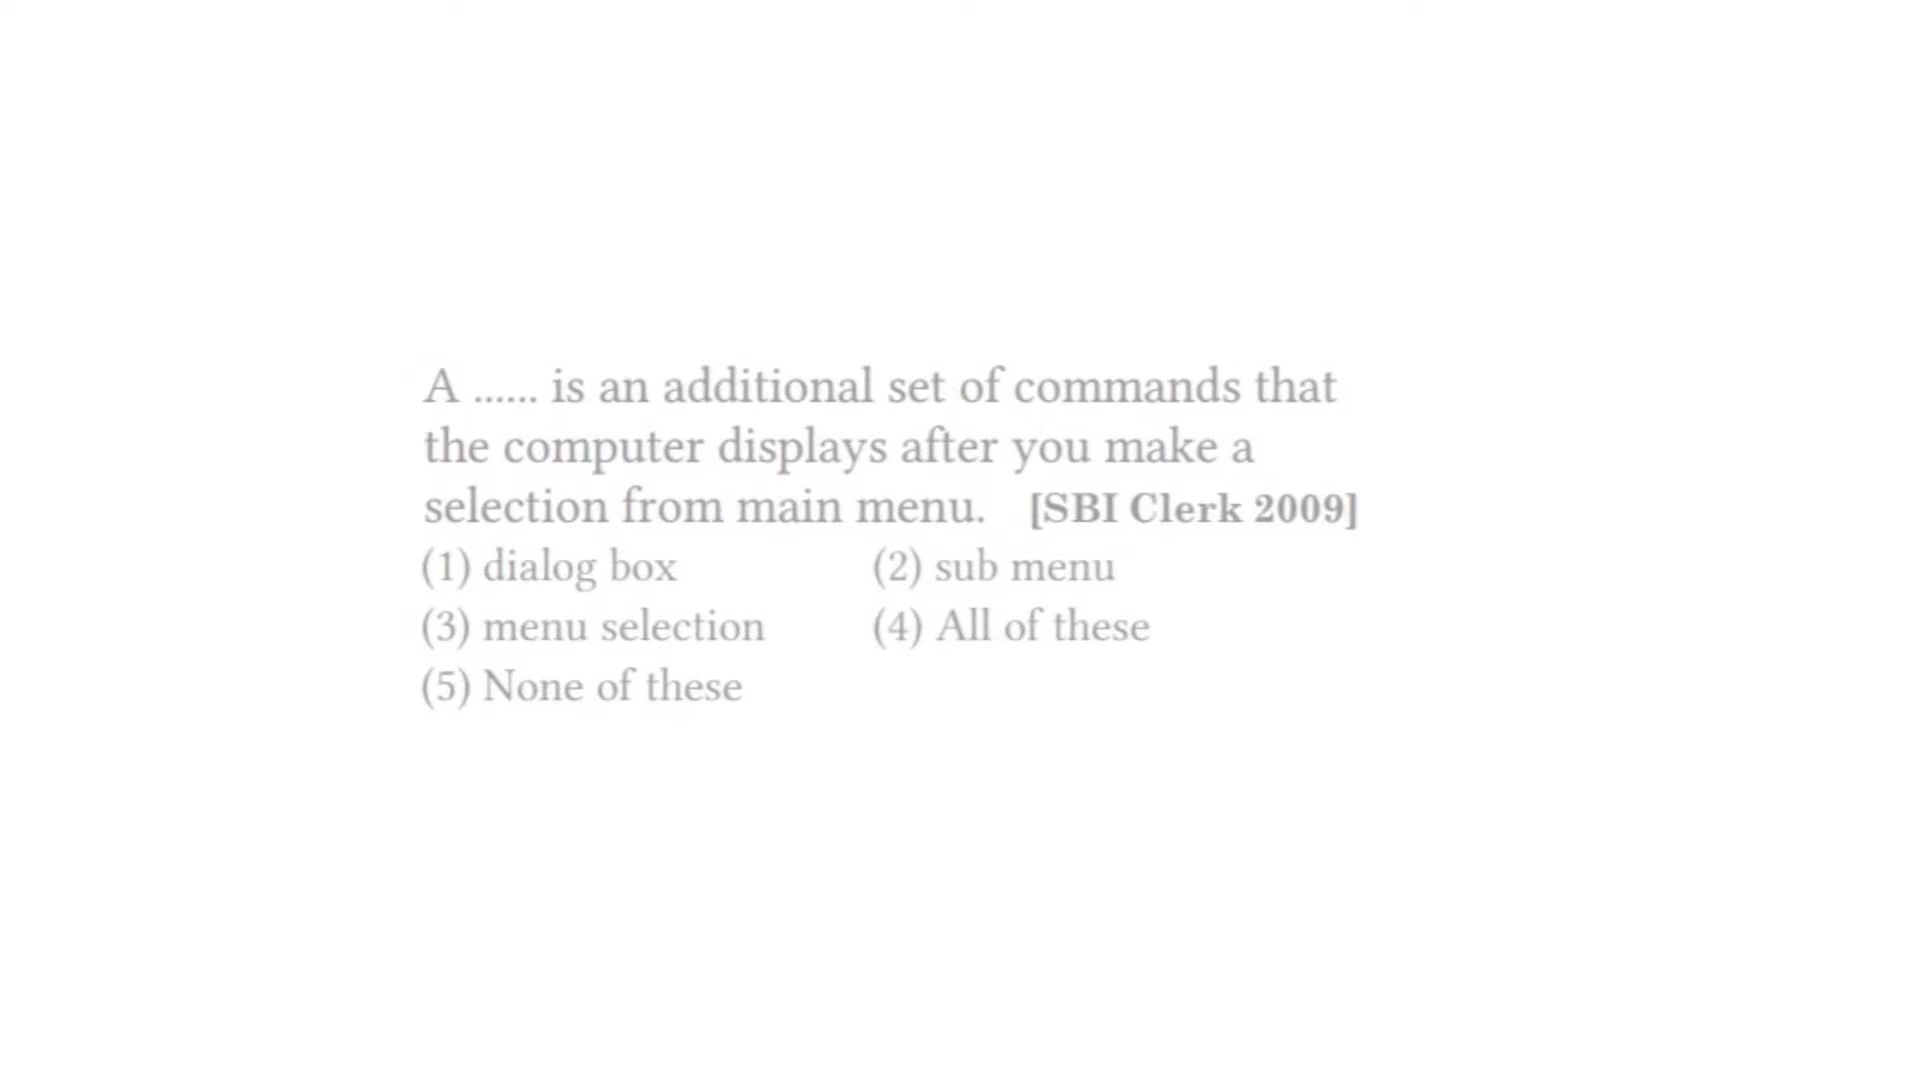 A ...... is an additional set of commands that
the computer displays after you make a
selection from main menu. [SBI Clerk 2009]
(1) dialog box (2) sub menu
(3) menu selection (4) All of these
(5) None of these